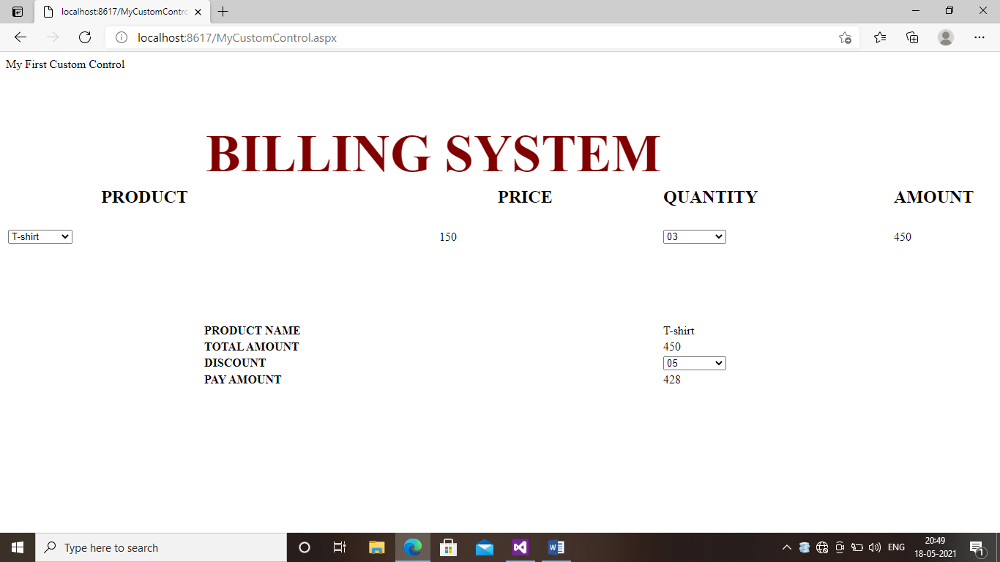 localhost:8617/MyCustomContro
localhost:8617/MyCustomControl.aspx
My First Custom Control
BILLING SYSTEM
PRODUCT PRICE QUANTITY AMOUNT
T-shirt 150 03 450
PRODUCT NAME T-shirt
TOTAL AMOUNT 450
DISCOUNT 05
PAY AMOUNT 428
Type here to search
ENG
20:49
18-05-2021
1